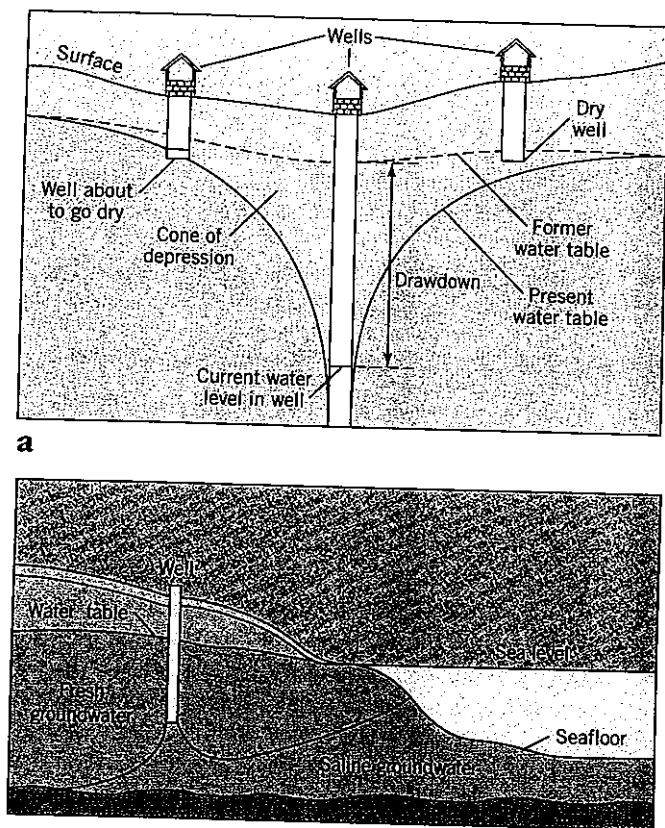 Wells
Surface
Dry
well
Well about
to go dry
Cone of
depression
Former
water table
Drawdown
Present
water table
Current water
level in well
a
Well
Water table
Sea level
Fresh
groundwater
Seafloor
Saline groundwater